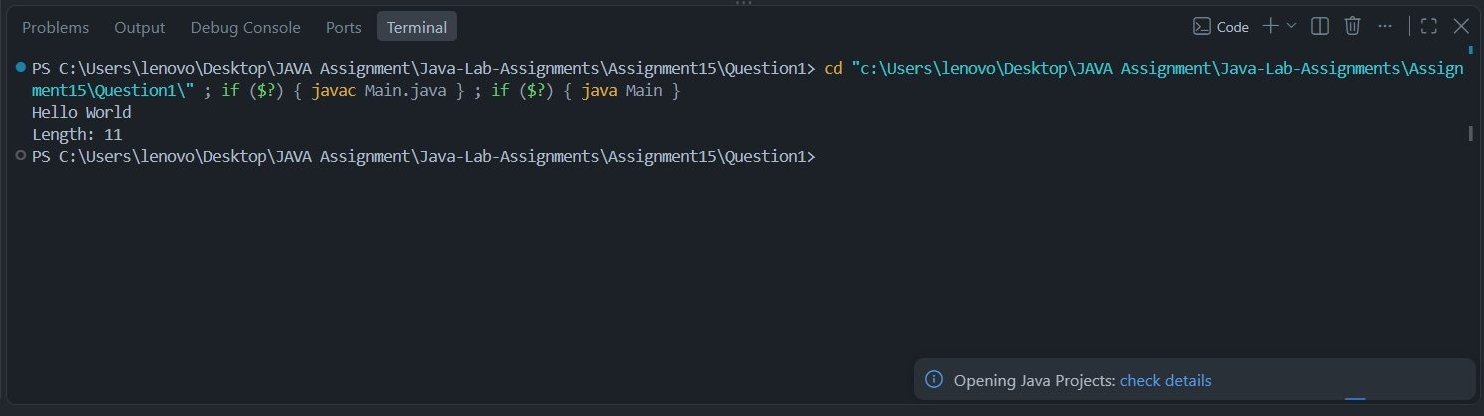 Problems Output Debug Console Ports Terminal Code
PS C:\Users\lenovo\Desktop\JAVA Assignment\Java-Lab-Assignments\Assignment15\Question1> cd "c:\Users\lenovo\Desktop\JAVA Assignment\Java-Lab-Assignments\Assign
ment15\Question1\" ; if ($?) { javac Main.java } ; if ($?) { java Main }
Hello World
Length: 11
PS C:\Users\lenovo\Desktop\JAVA Assignment\Java-Lab-Assignments\Assignment15\Question1>
Opening Java Projects: check details